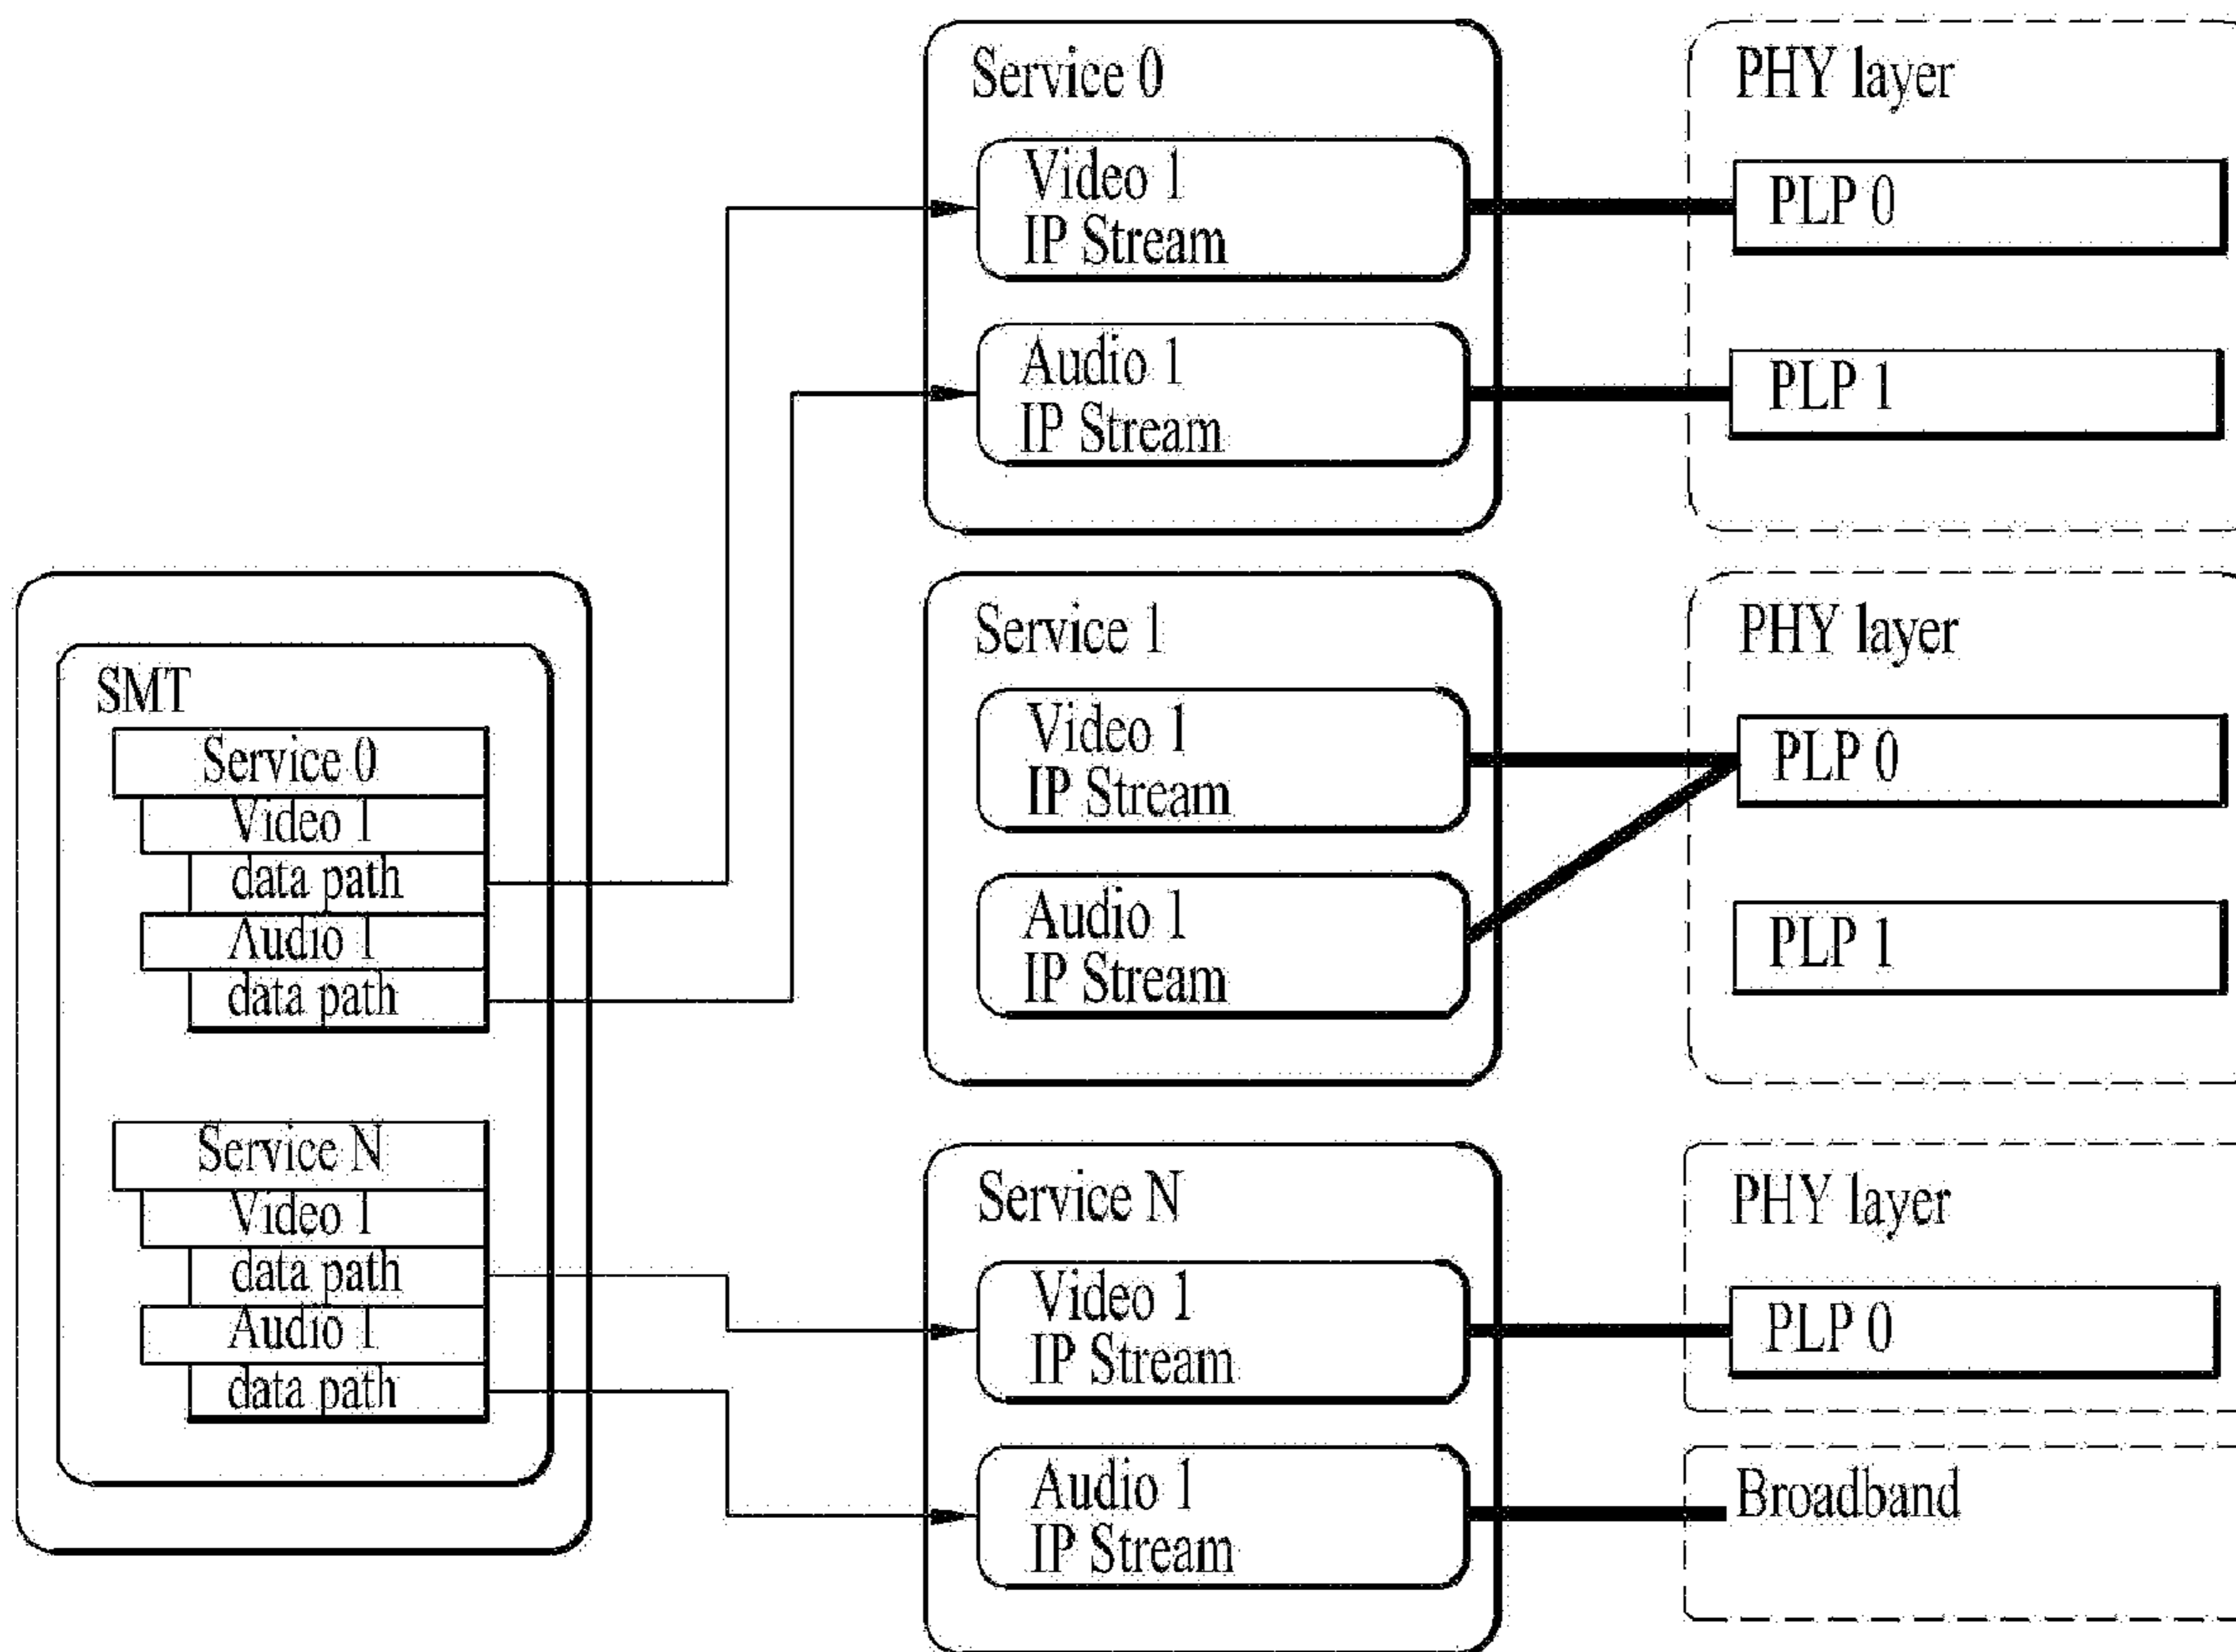 SMT
Service 0
Video 1
data path
Audio 1
data path
Service N
Video 1
data path
Audio 1
data path
Service 0
Video 1
IP Stream
Audio 1
IP Stream
PHY layer
PLP 0
PLP 1
Service 1
Video 1
IP Stream
Audio 1
IP Stream
PHY layer
PLP 0
PLP 1
Service N
Video 1
IP Stream
Audio 1
IP Stream
PHY layer
PLP 0
Broadband